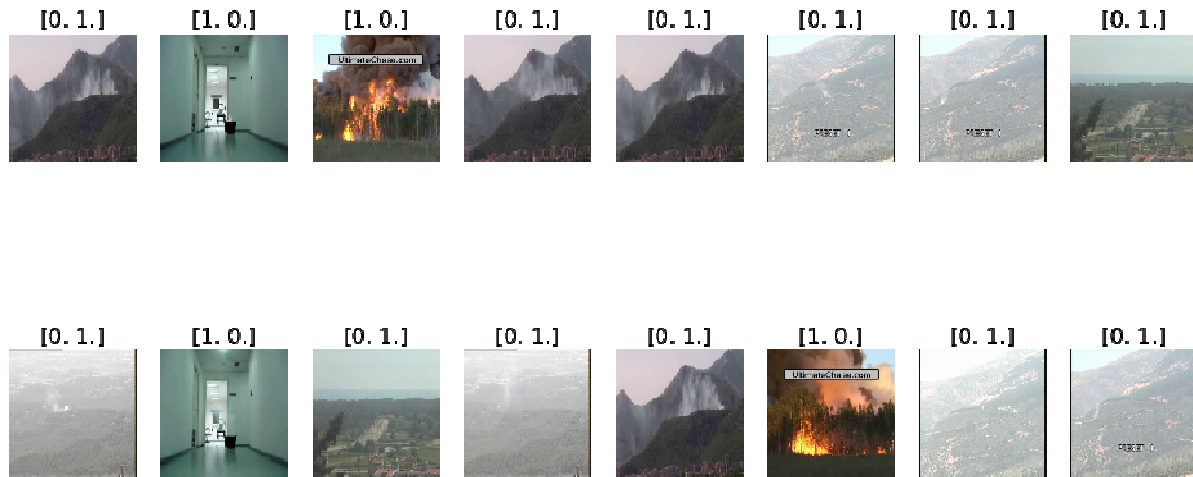 [0. 1.] [1. 0.] [1. 0.] [0. 1.] [0. 1.] [0. 1.] [0. 1.] [0. 1.]
UltimateChase.com
[0. 1.] [1. 0.] [0. 1.] [0. 1.] [0. 1.] [1. 0.] [0. 1.] [0. 1.]
UltimateChase.com